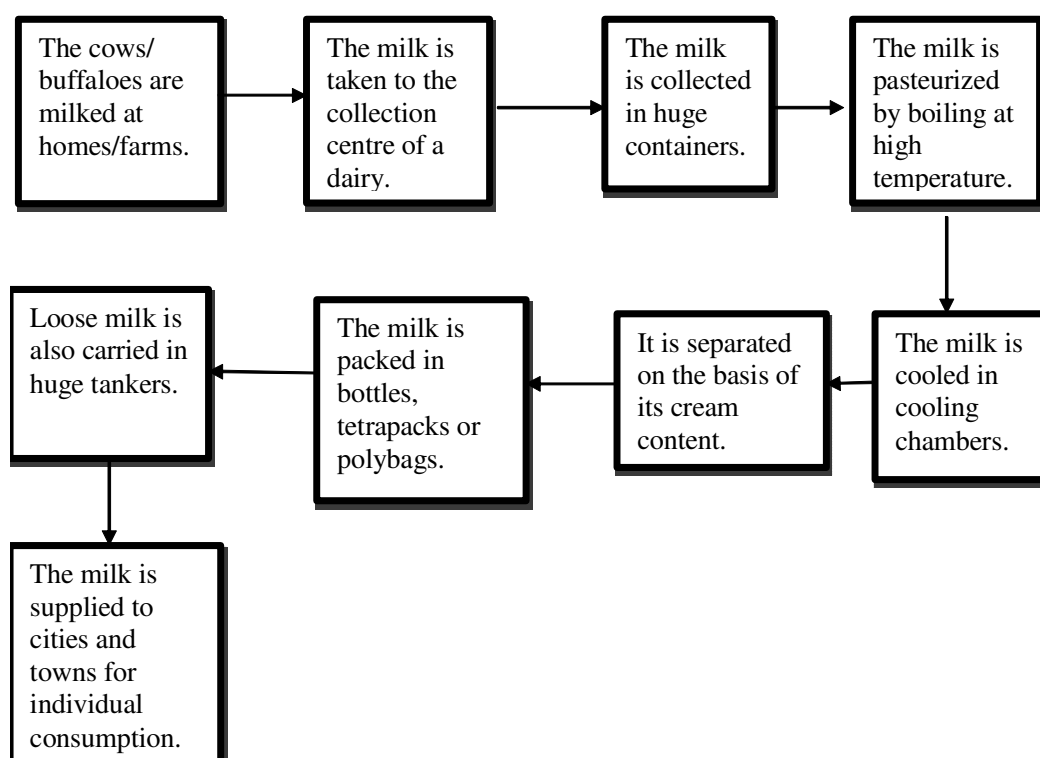 The cows/
buffaloes are
milked at
homes/farms.
The milk is
taken to the
collection
centre of a
dairy.
The milk
is collected
in huge
containers.
The milk is
pasteurized
by boiling at
high
temperature.
The milk is
cooled in
cooling
chambers.
It is separated
on the basis of
its cream
content.
The milk is
packed in
bottles,
tetrapacks or
polybags.
Loose milk is
also carried in
huge tankers.
The milk is
supplied to
cities and
towns for
individual
consumption.